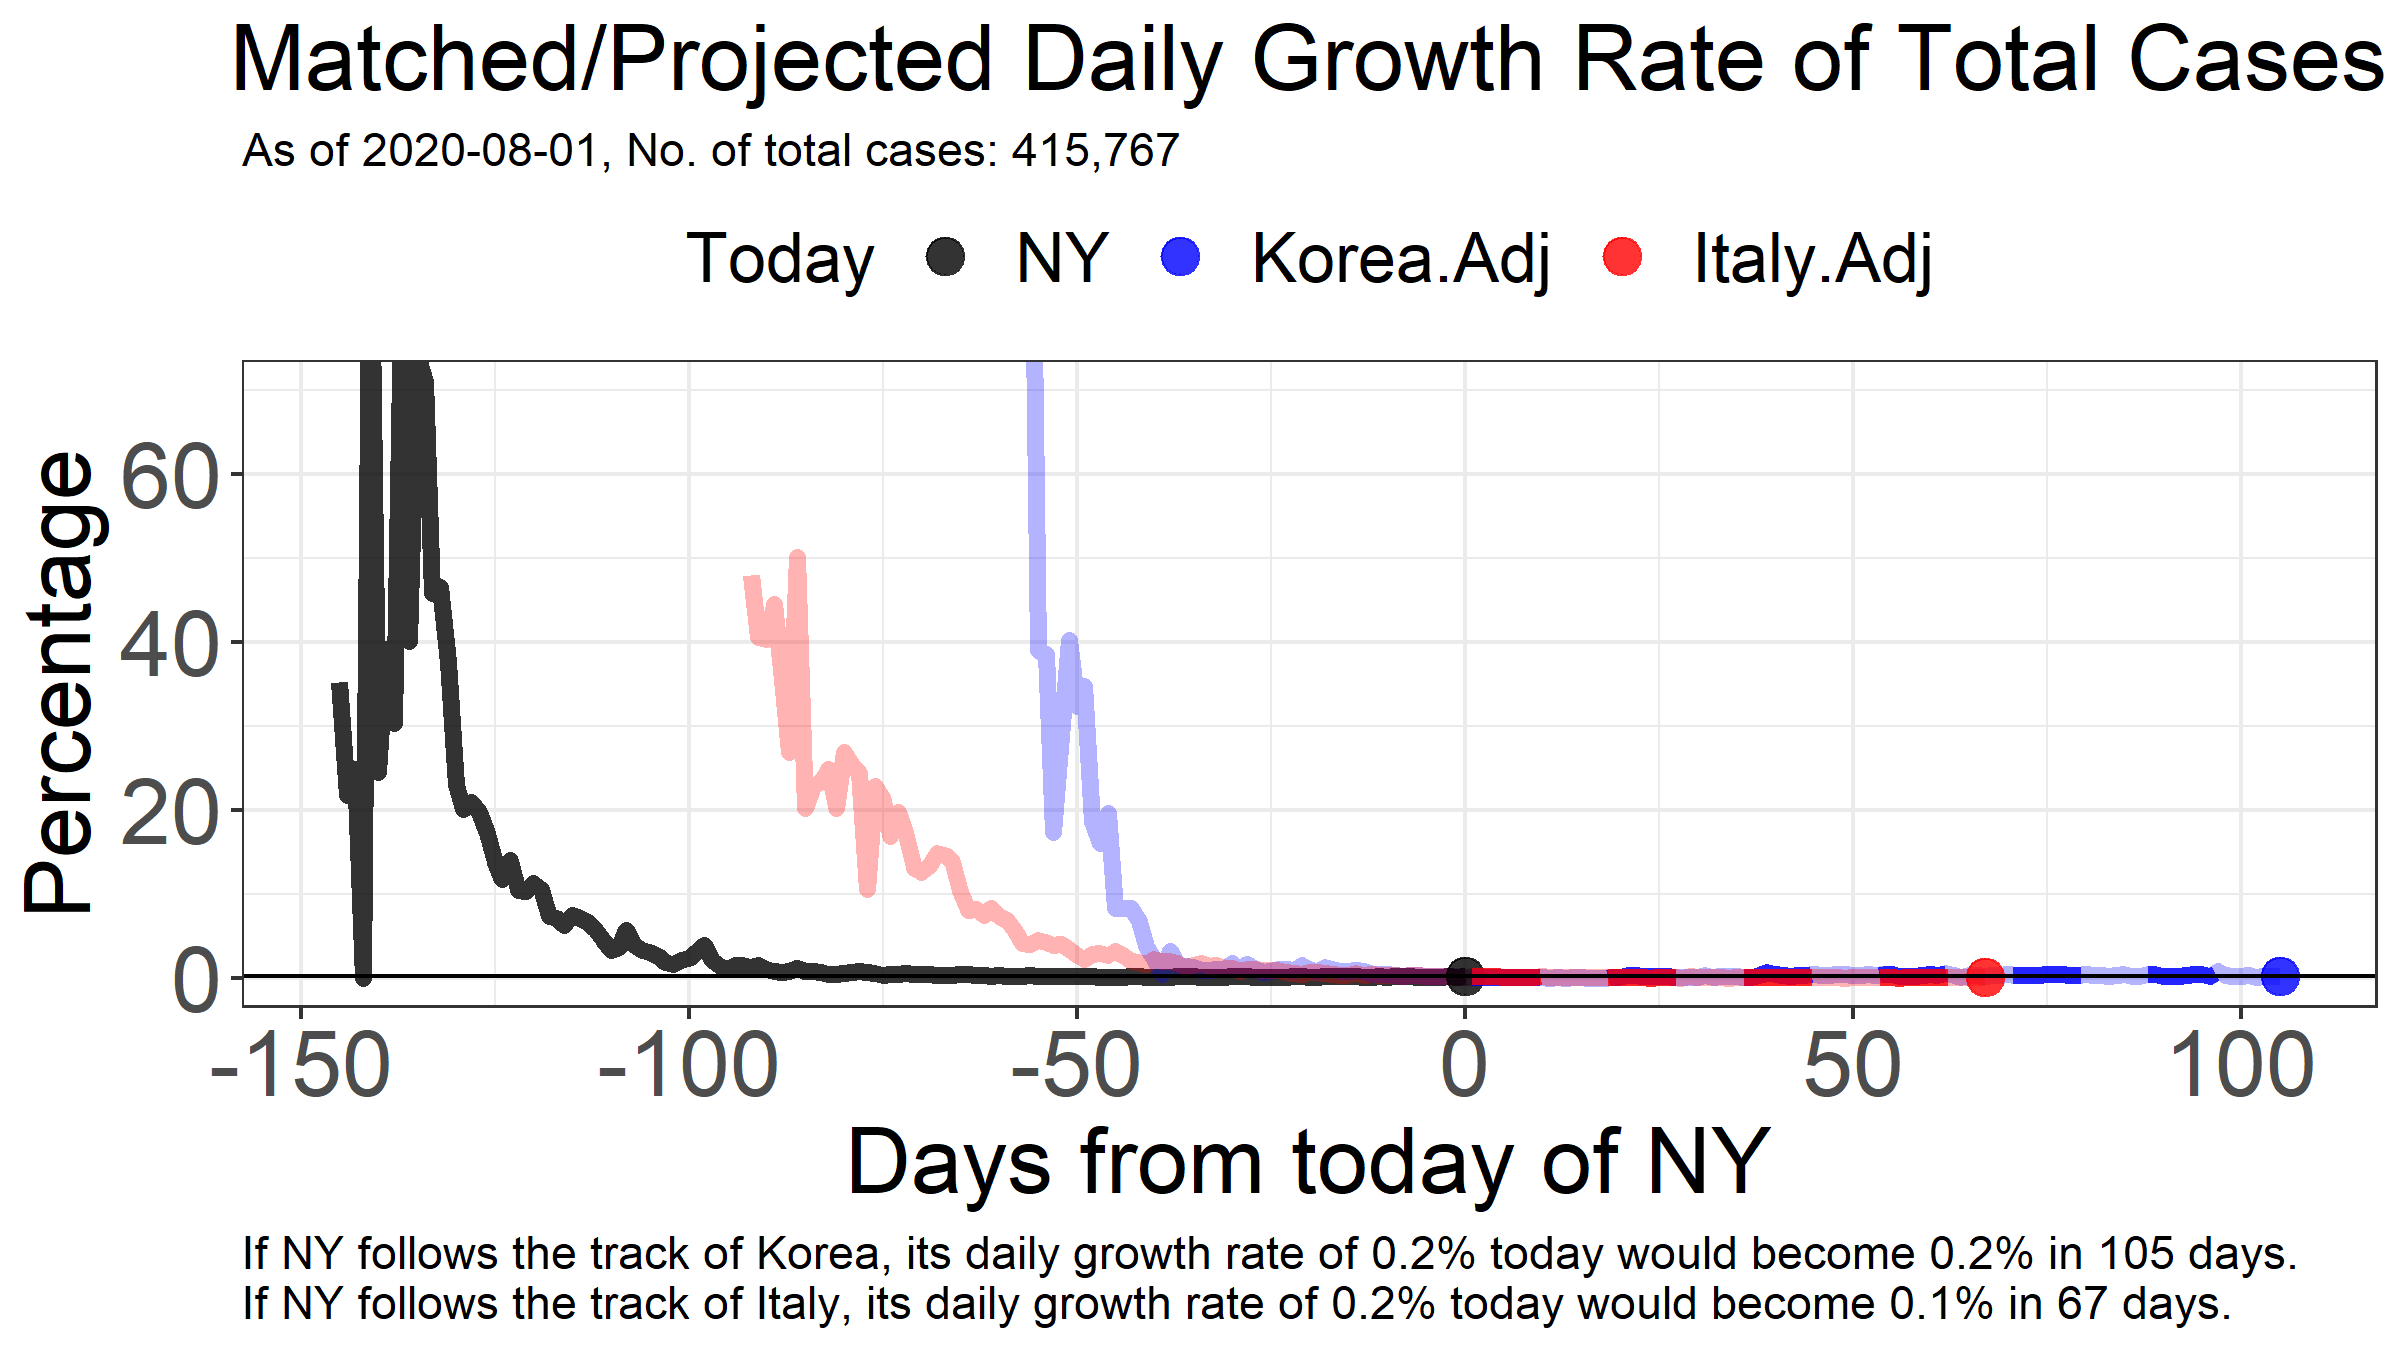 Matched/Projected Daily Growth Rate of Total Cases
As of 2020-08-01, No. of total cases: 415,767
Today NY Korea.Adj Italy.Adj
Percentage
60
40
20
0
-150 -100 -50 0 50 100
Days from today of NY
If NY follows the track of Korea, its daily growth rate of 0.2% today would become 0.2% in 105 days.
If NY follows the track of Italy, its daily growth rate of 0.2% today would become 0.1% in 67 days.